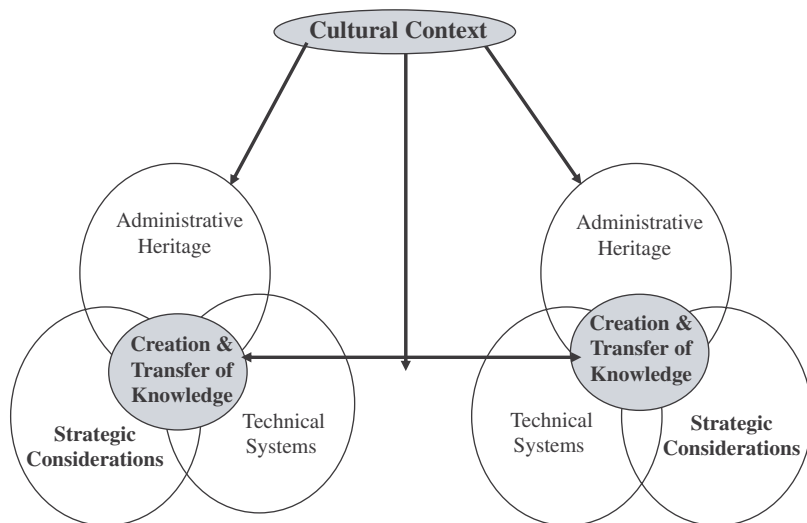 Cultural Context
Administrative
Heritage
Creation &
Transfer of
Knowledge
Strategic
Considerations
Technical
Systems
Administrative
Heritage
Creation &
Transfer of
Knowledge
Technical
Systems
Strategic
Considerations